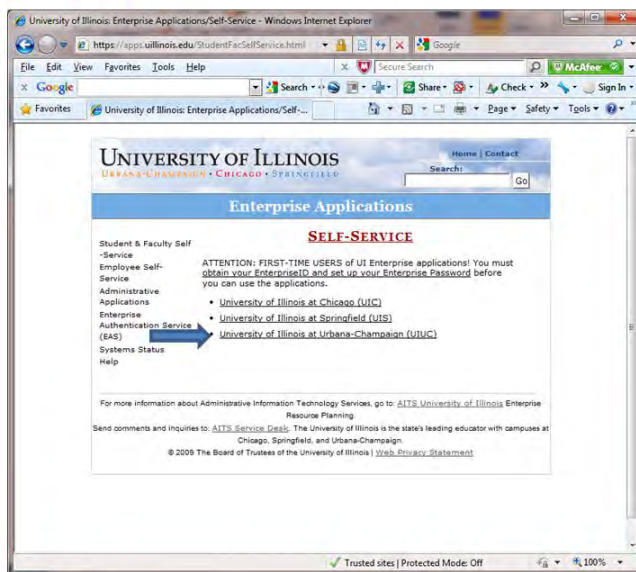 University of Illinois: Enterprise Applications/Self-Service - Windows Internet Explorer
https://apps.uillinois.edu/StudentFacSelfService.html Google
File Edit View Favorites Tools Help x Secure Search McAfee
x Google Search Share Check Sign In
Favorites University of Illinois: Enterprise Applications/Self-... Page Safety Tools
UNIVERSITY OF ILLINOIS
URBANA-CHAMPAIGN • CHICAGO • SPRINGFIELD
Home | Contact
Search:
Go
Enterprise Applications
Student & Faculty Self
-Service
Employee Self-
Service
Administrative
Applications
Enterprise
Authentication Service
(EAS)
Systems Status
Help
SELF-SERVICE
ATTENTION: FIRST-TIME USERS of UI Enterprise applications! You must
obtain your EnterpriseID and set up your Enterprise Password before
you can use the applications.
• University of Illinois at Chicago (UIC)
• University of Illinois at Springfield (UIS)
• University of Illinois at Urbana-Champaign (UIUC)
For more information about Administrative Information Technology Services, go to: AITS University of Illinois Enterprise
Resource Planning.
Send comments and inquiries to: AITS Service Desk. The University of Illinois is the state's leading educator with campuses at
Chicago, Springfield, and Urbana-Champaign.
© 2009 The Board of Trustees of the University of Illinois | Web Privacy Statement
Trusted sites | Protected Mode: Off 100%